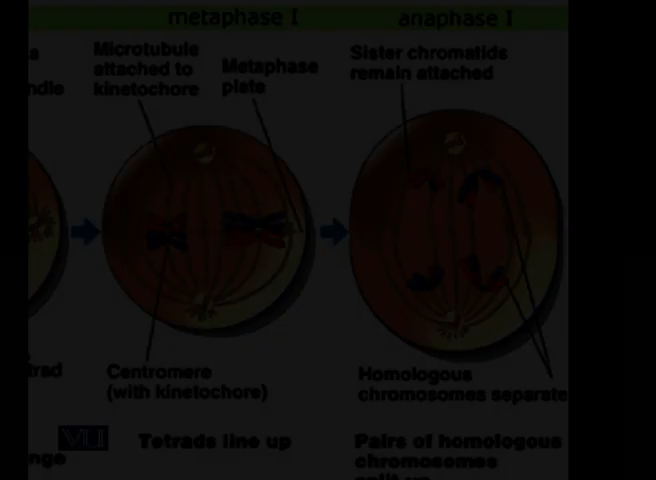 metaphase I
anaphase I
Microtubule
attached to
kinetochore
Metaphase
plate
Sister chromatids
remain attached
Centromere
(with kinetochore)
Homologous
chromosomes separate
VU
Tetrads line up
Pairs of homologous
chromosomes